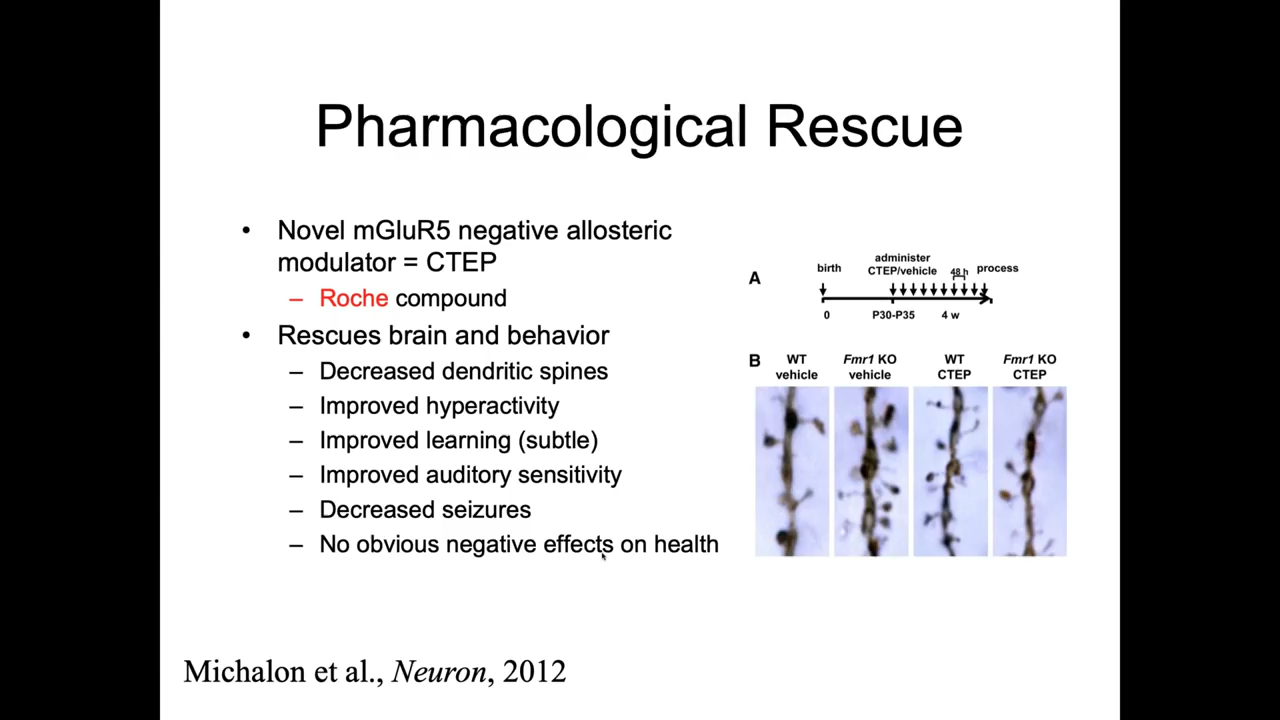 Pharmacological Rescue
• Novel mGluR5 negative allosteric
modulator = CTEP
– Roche compound
• Rescues brain and behavior
– Decreased dendritic spines
– Improved hyperactivity
– Improved learning (subtle)
– Improved auditory sensitivity
– Decreased seizures
– No obvious negative effects on health
A
birth
administer
CTEP/vehicle
48 h
process
0
P30-P35
4 w
B
WT
vehicle
Fmr1 KO
vehicle
WT
CTEP
Fmr1 KO
CTEP
Michalon et al., Neuron, 2012